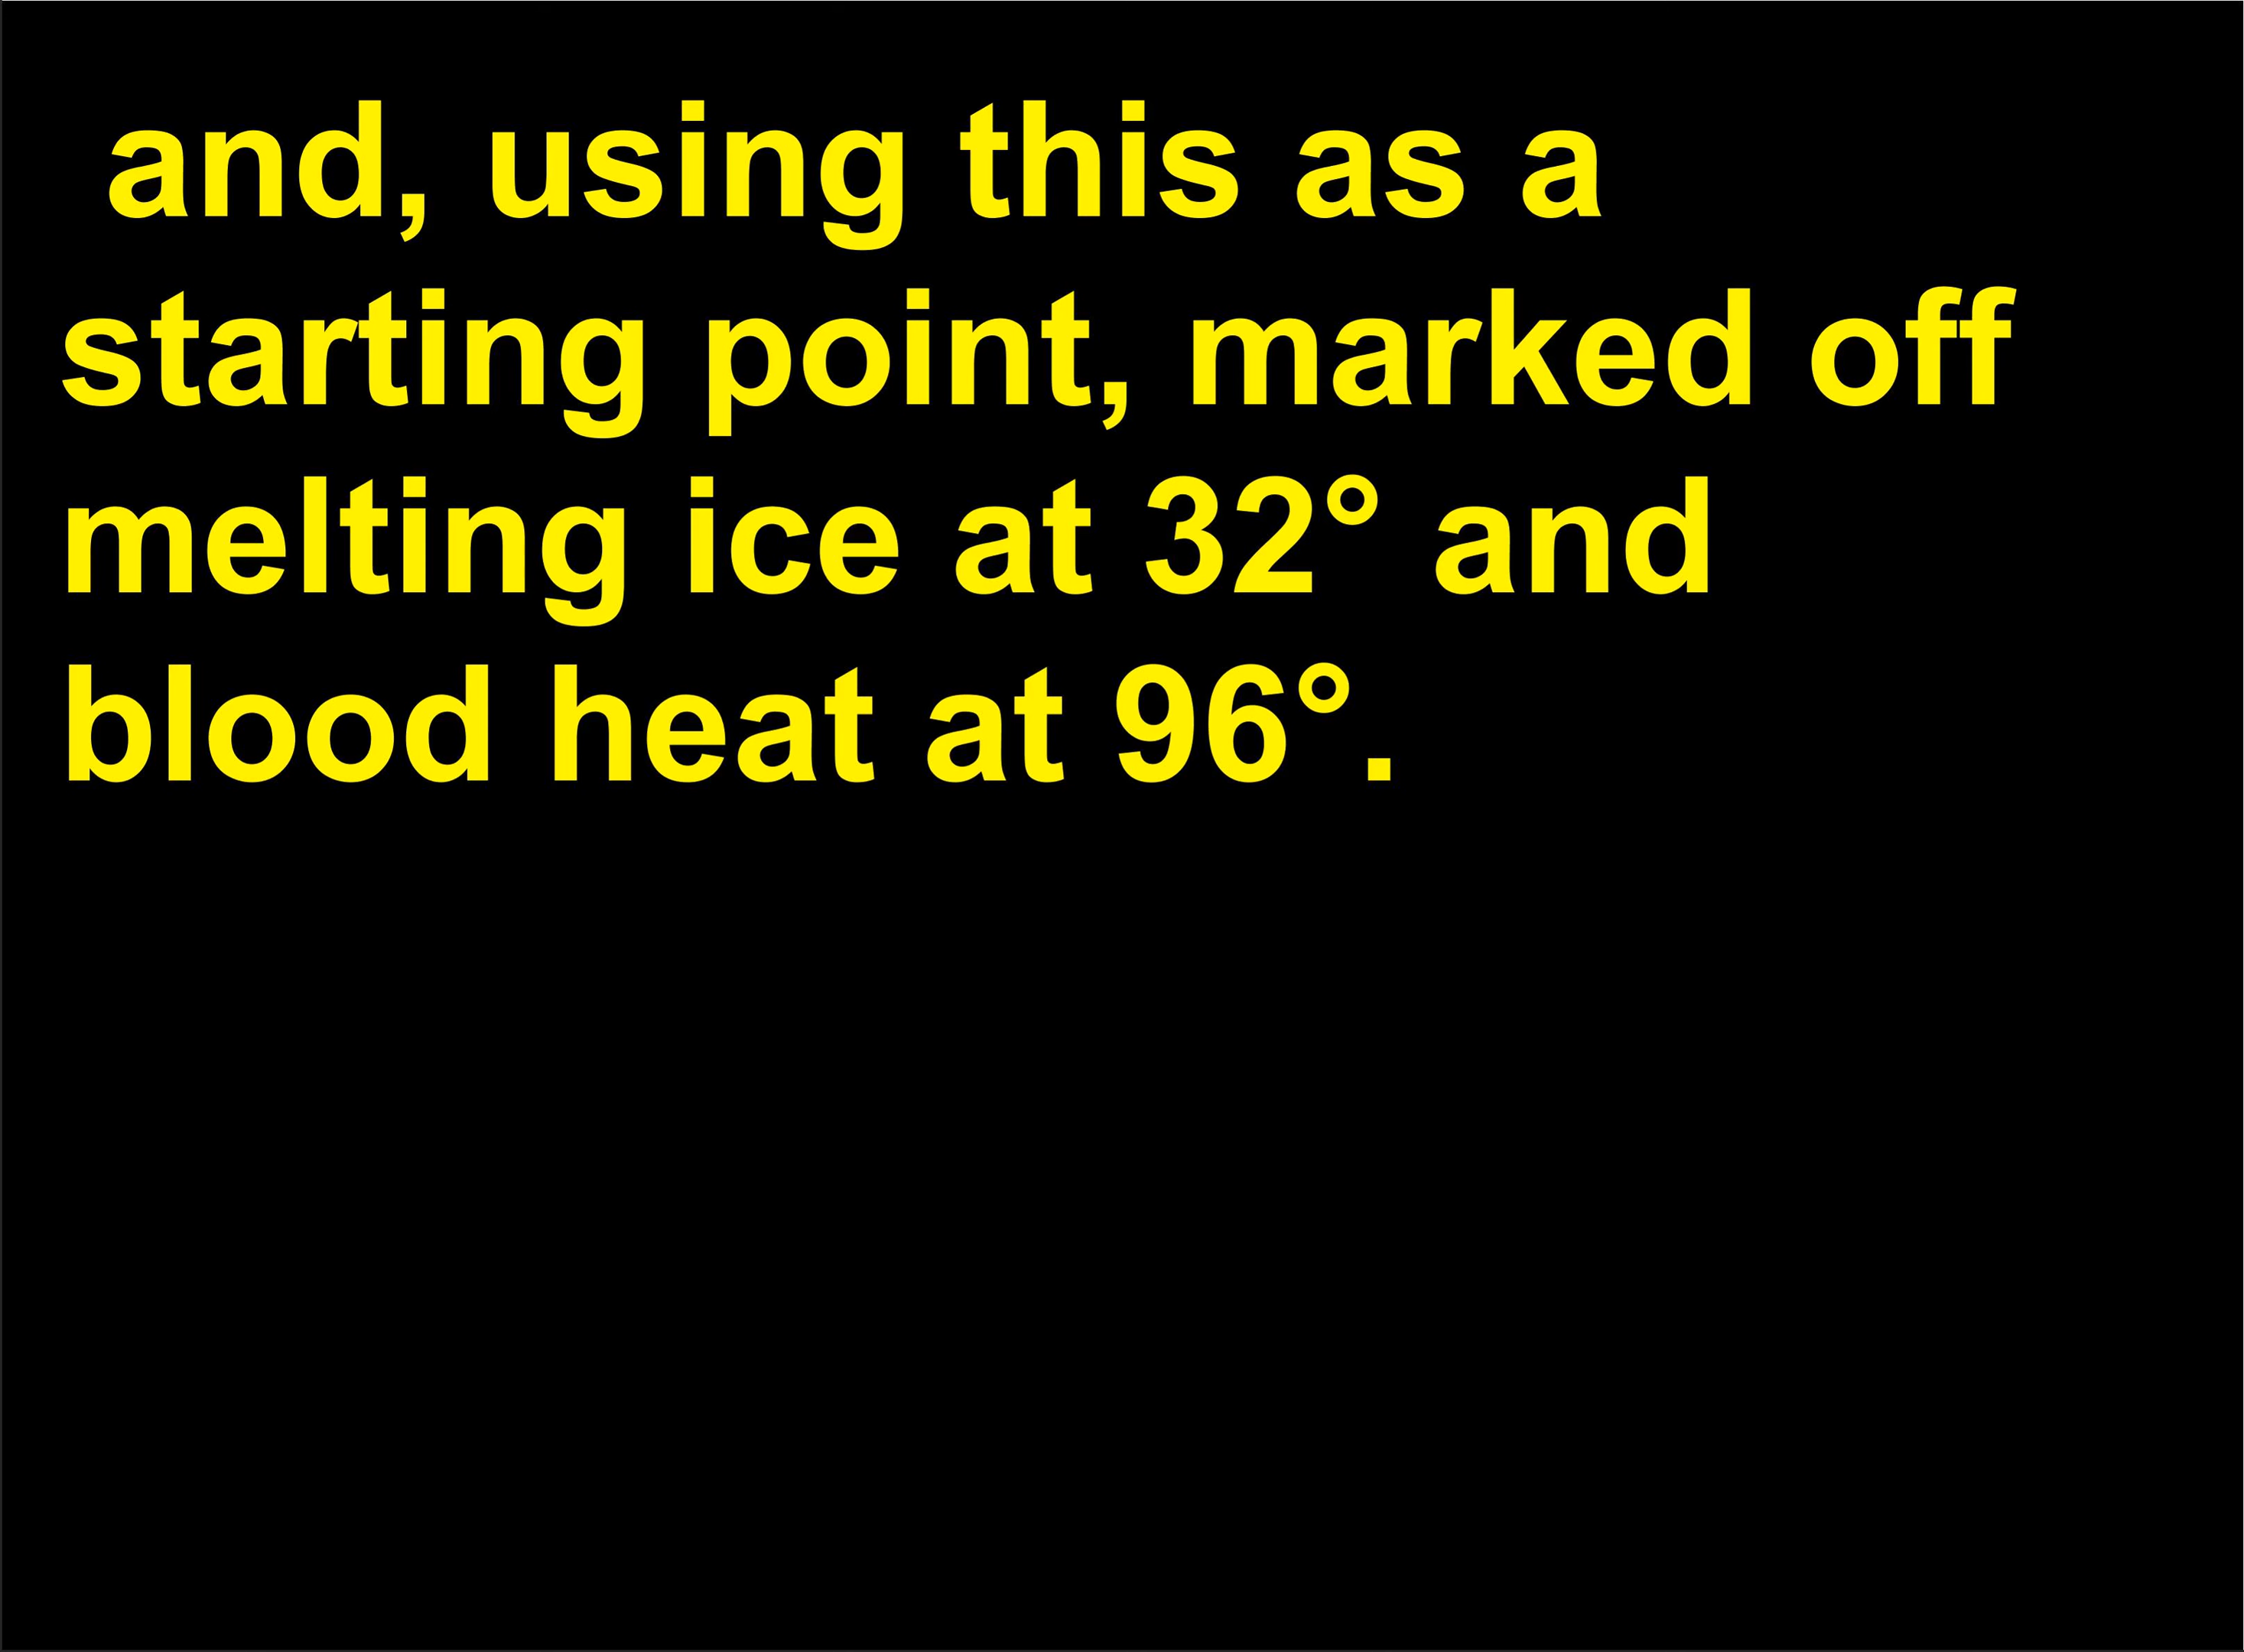 and, using this as a
starting point, marked off
melting ice at 32° and
blood heat at 96°.